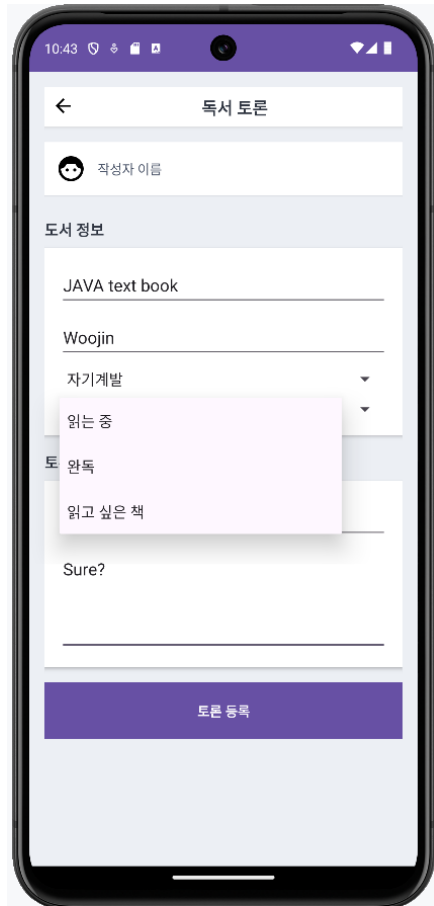 10:43
독서 토론
작성자 이름
도서 정보
JAVA text book
Woojin
자기계발
읽는 중
토
완독
읽고 싶은 책
Sure?
토론 등록